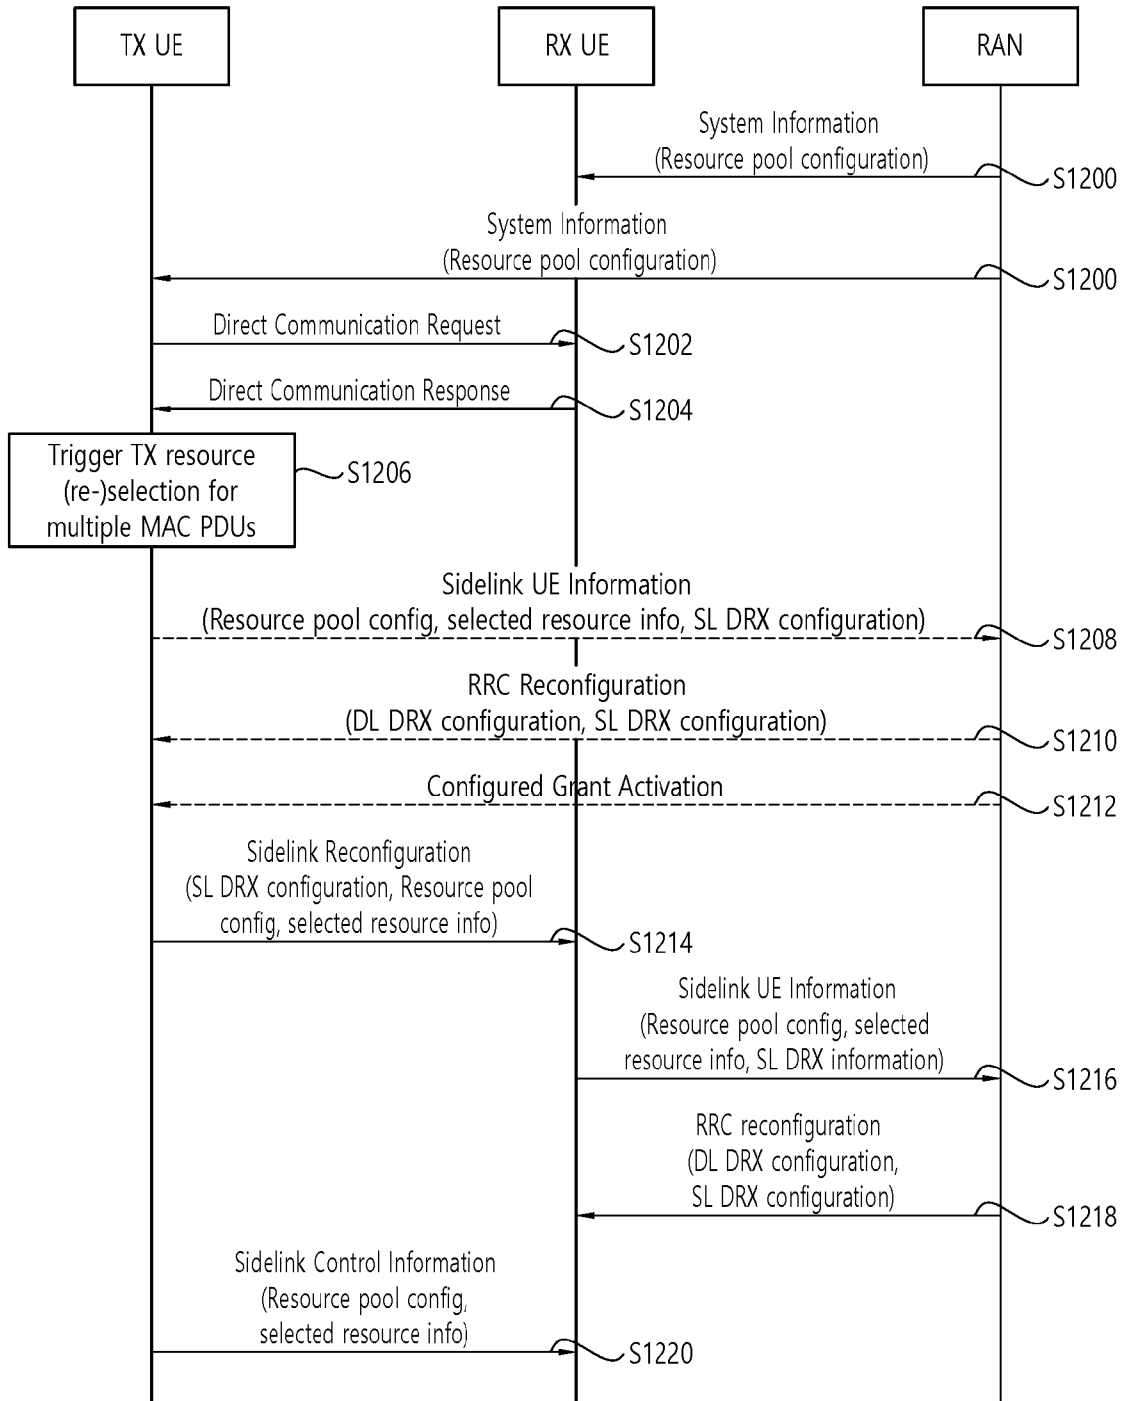 TX UE
RX UE
RAN
System Information
(Resource pool configuration)
S1200
System Information
(Resource pool configuration)
S1200
Direct Communication Request
S1202
Direct Communication Response
S1204
Trigger TX resource
(re-)selection for
multiple MAC PDUs
S1206
Sidelink UE Information
(Resource pool config, selected resource info, SL DRX configuration)
S1208
RRC Reconfiguration
(DL DRX configuration, SL DRX configuration)
S1210
Configured Grant Activation
S1212
Sidelink Reconfiguration
(SL DRX configuration, Resource pool
config, selected resource info)
S1214
Sidelink UE Information
(Resource pool config, selected
resource info, SL DRX information)
S1216
RRC reconfiguration
(DL DRX configuration,
SL DRX configuration)
S1218
Sidelink Control Information
(Resource pool config,
selected resource info)
S1220